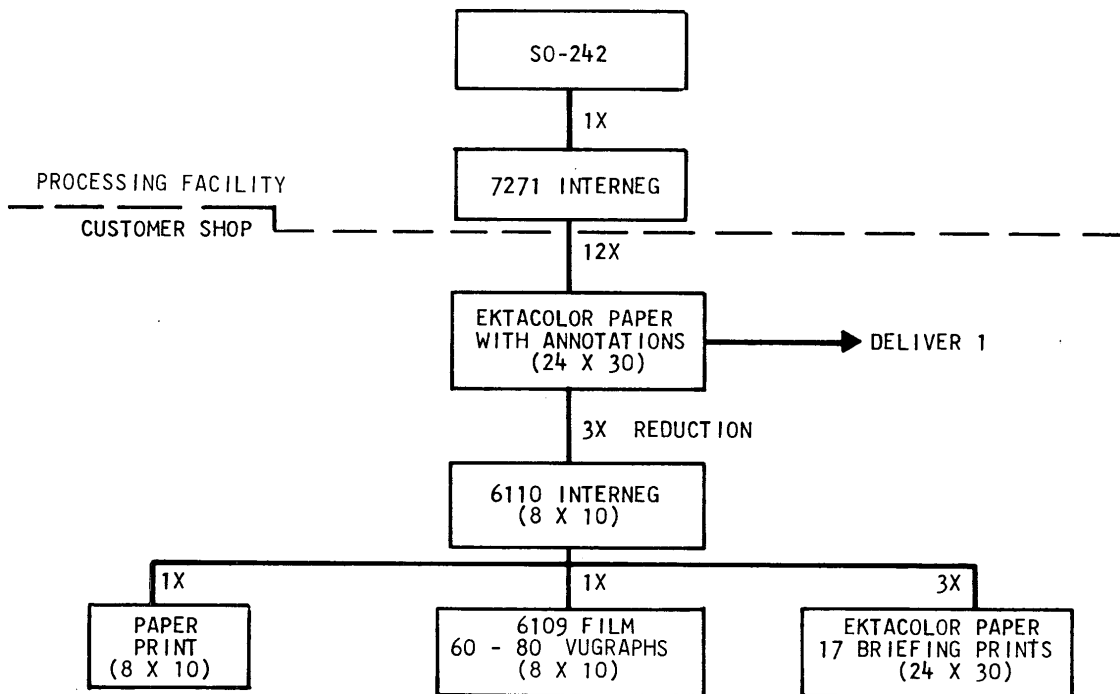 SO-242
1X
7271 INTERNEG
PROCESSING FACILITY
CUSTOMER SHOP
12X
EKTACOLOR PAPER
WITH ANNOTATIONS
(24 X 30)
DELIVER 1
3X REDUCTION
6110 INTERNEG
(8 X 10)
1X
1X
3X
PAPER
PRINT
(8 X 10)
6109 FILM
60 - 80 VUGRAPHS
(8 X 10)
EKTACOLOR PAPER
17 BRIEFING PRINTS
(24 X 30)